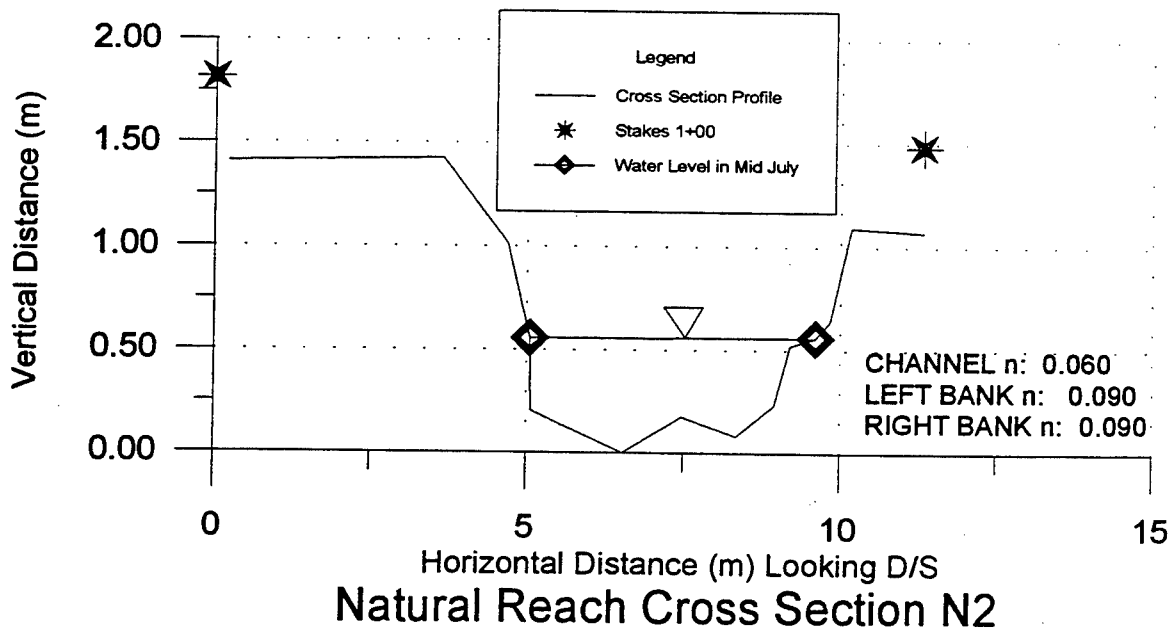 2.00
1.50
1.00
0.50
0.00
Vertical Distance (m)
Legend
Cross Section Profile
Stakes 1+00
Water Level in Mid July
CHANNEL n: 0.060
LEFT BANK n: 0.090
RIGHT BANK n: 0.090
0
5
10
15
Horizontal Distance (m) Looking D/S
Natural Reach Cross Section N2